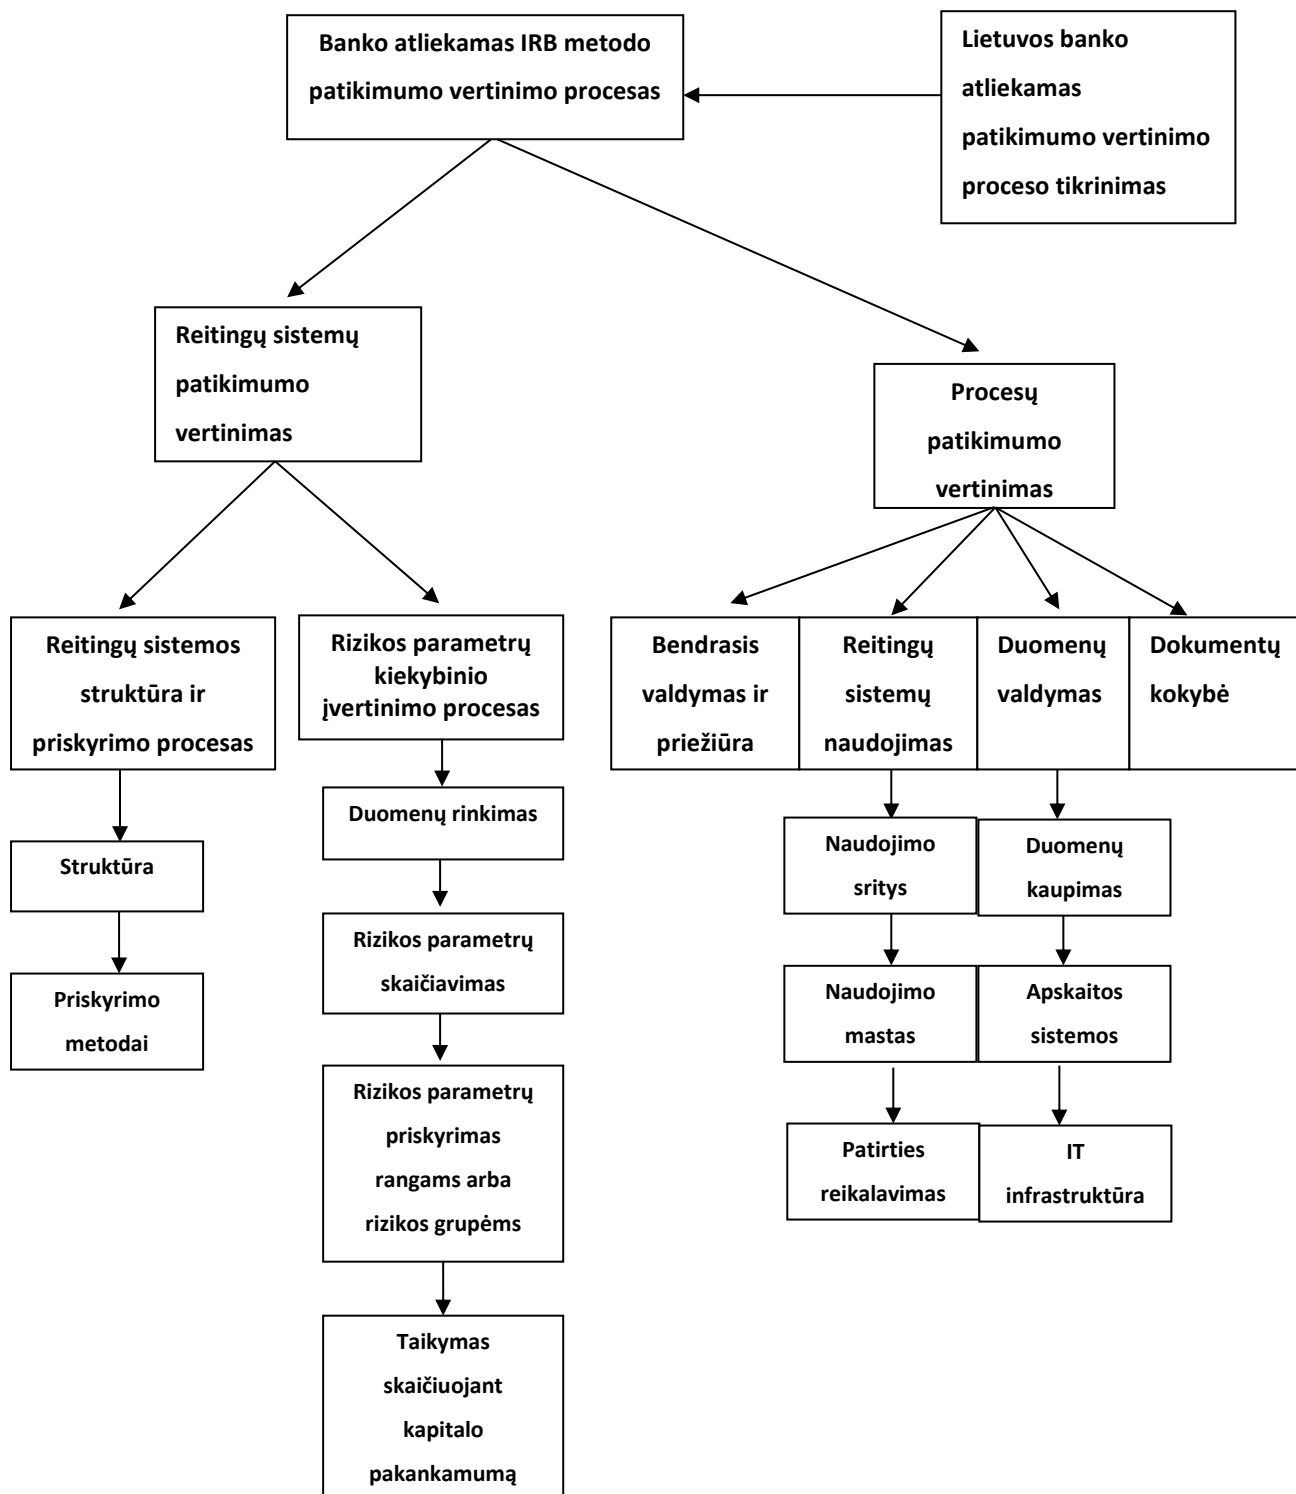 Banko atliekamas IRB metodo
patikimumo vertinimo procesas
Lietuvos banko
atliekamas
patikimumo vertinimo
proceso tikrinimas
Reitingų sistemų
patikimumo
vertinimas
Procesų
patikimumo
vertinimas
Reitingų sistemos
struktūra ir
priskyrimo procesas
Rizikos parametrų
kiekybinio
įvertinimo procesas
Bendrasis
valdymas ir
priežiūra
Reitingų
sistemų
naudojimas
Duomenų
valdymas
Dokumentų
kokybė
Struktūra
Priskyrimo
metodai
Duomenų rinkimas
Rizikos parametrų
skaičiavimas
Rizikos parametrų
priskyrimas
rangams arba
rizikos grupėms
Taikymas
skaičiuojant
kapitalo
pakankamumą
Naudojimo
sritys
Naudojimo
mastas
Patirties
reikalavimas
Duomenų
kaupimas
Apskaitos
sistemos
IT
infrastruktūra